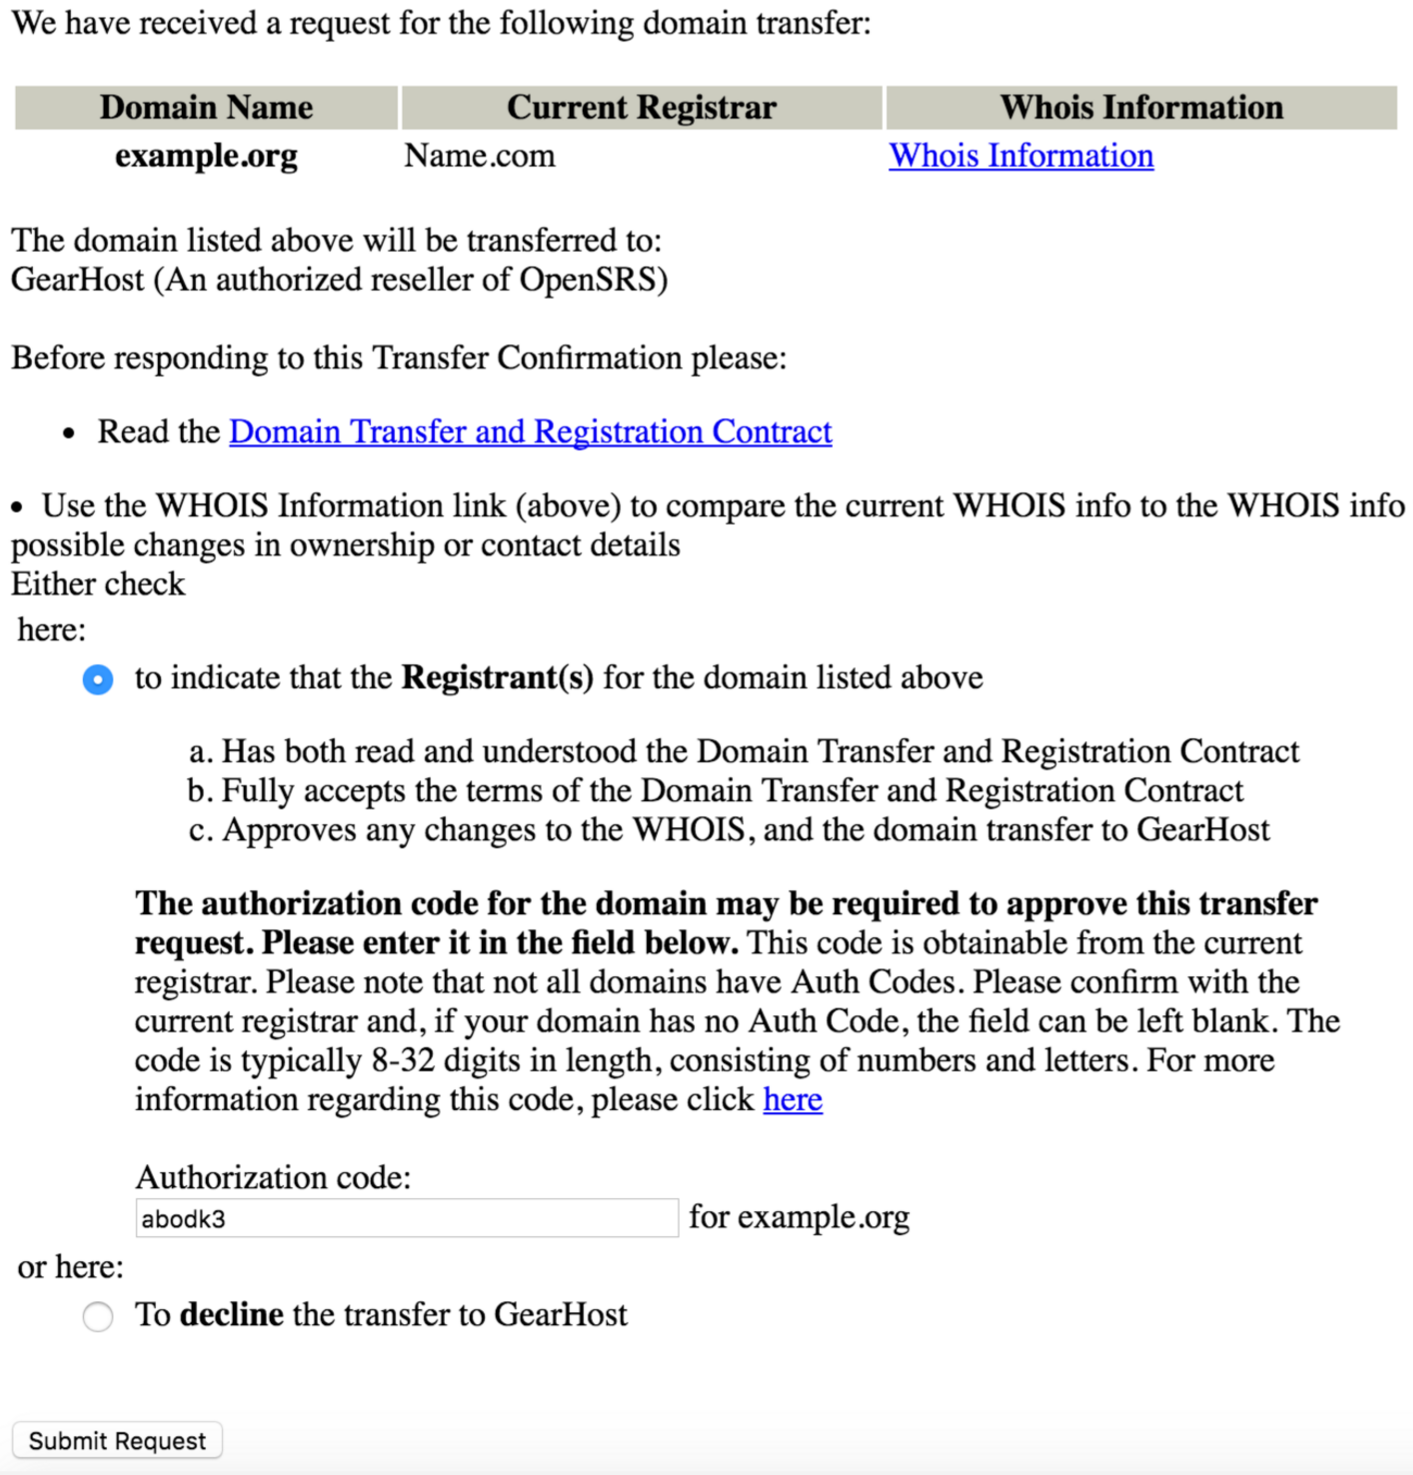 We have received a request for the following domain transfer:
Domain Name Current Registrar Whois Information
example.org Name.com Whois Information
The domain listed above will be transferred to:
GearHost (An authorized reseller of OpenSRS)
Before responding to this Transfer Confirmation please:
• Read the Domain Transfer and Registration Contract
• Use the WHOIS Information link (above) to compare the current WHOIS info to the WHOIS info
possible changes in ownership or contact details
Either check
here:
to indicate that the Registrant(s) for the domain listed above
a. Has both read and understood the Domain Transfer and Registration Contract
b. Fully accepts the terms of the Domain Transfer and Registration Contract
c. Approves any changes to the WHOIS, and the domain transfer to GearHost
The authorization code for the domain may be required to approve this transfer
request. Please enter it in the field below. This code is obtainable from the current
registrar. Please note that not all domains have Auth Codes. Please confirm with the
current registrar and, if your domain has no Auth Code, the field can be left blank. The
code is typically 8-32 digits in length, consisting of numbers and letters. For more
information regarding this code, please click here
Authorization code:
abodk3 for example.org
or here:
To decline the transfer to GearHost
Submit Request